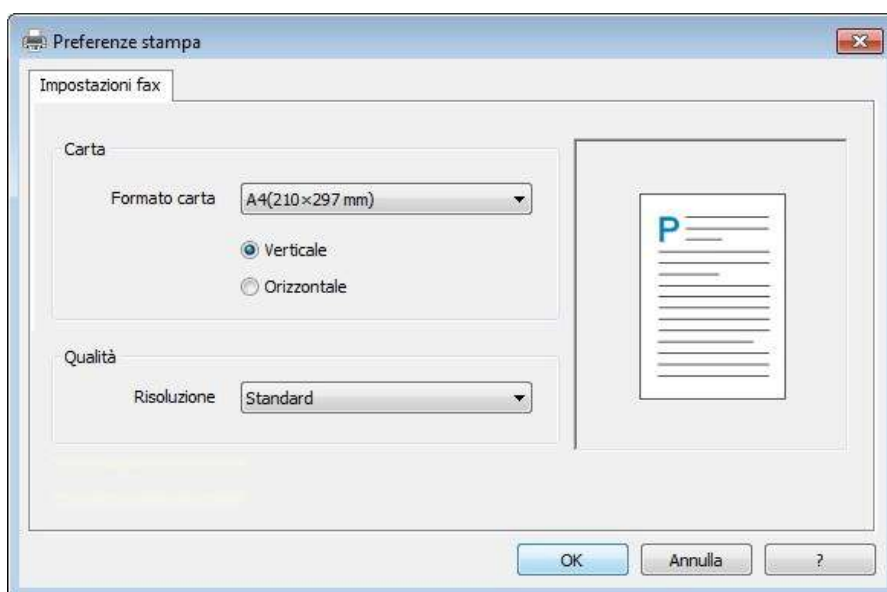 Preferenze stampa
Impostazioni fax
Carta
Formato carta A4(210×297 mm)
Verticale
Orizzontale
Qualità
Risoluzione Standard
P
OK Annulla ?